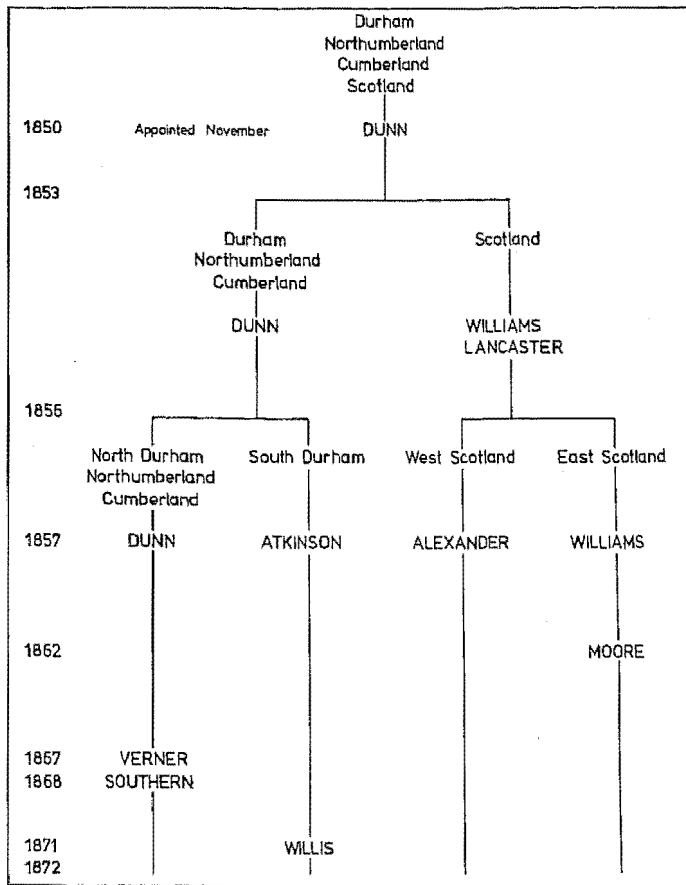 Durham
Northumberland
Cumberland
Scotland
1850 Appointed November DUNN
1853
Durham Scotland
Northumberland
Cumberland
DUNN WILLIAMS
LANCASTER
1856
North Durham South Durham West Scotland East Scotland
Northumberland
Cumberland
1857 DUNN ATKINSON ALEXANDER WILLIAMS
1862 MOORE
1867 VERNER
1868 SOUTHERN
1871 WILLIS
1872